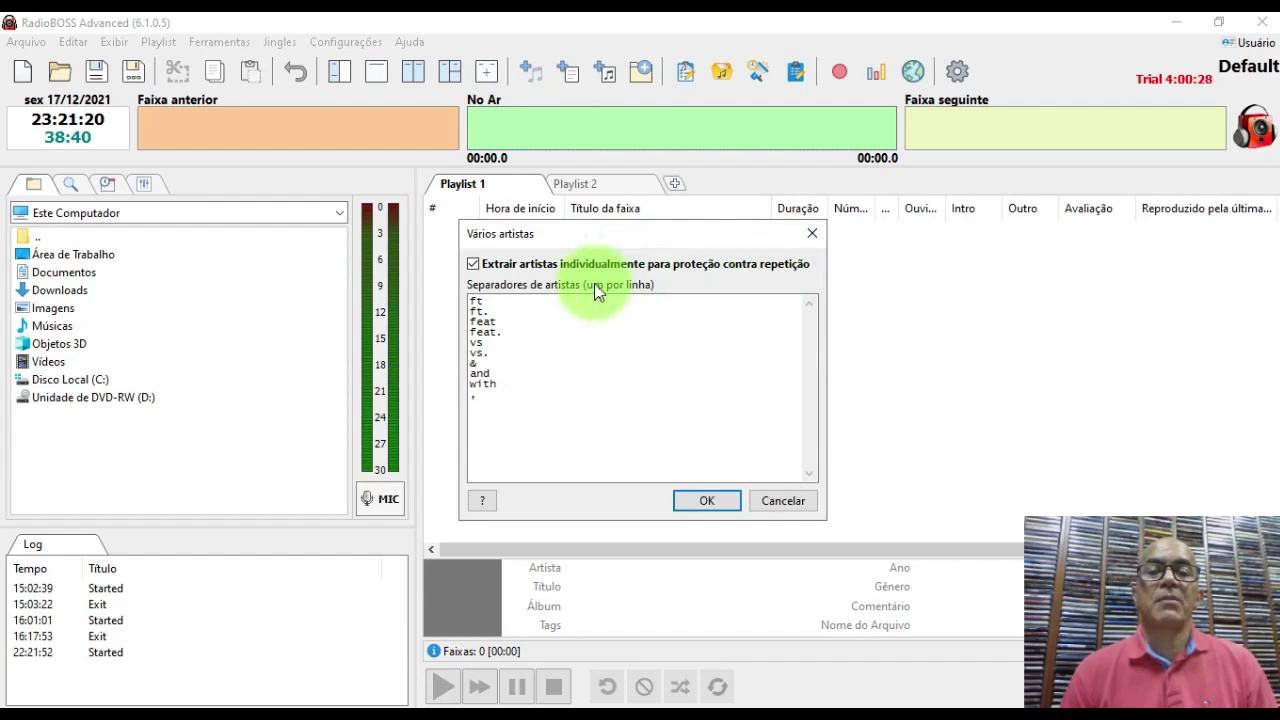 RadioBOSS Advanced (6.1.0.5)
Arquivo Editar Exibir Playlist Ferramentas Jingles Configurações Ajuda
Usuário
Default
Trial 4:00:28
sex 17/12/2021
23:21:20
38:40
Faixa anterior
No Ar
00:00.0 00:00.0
Faixa seguinte
Este Computador
..
Área de Trabalho
Documentos
Downloads
Imagens
Músicas
Objetos 3D
Vídeos
Disco Local (C:)
Unidade de DVD-RW (D:)
0
3
6
9
12
15
18
21
24
27
30
MIC
Playlist 1 Playlist 2
# Hora de início Título da faixa Duração Núm... ... Ouvi... Intro Outro Avaliação Reproduzido pela última...
Vários artistas
Extrair artistas individualmente para proteção contra repetição
Separadores de artistas (um por linha)
ft
ft.
feat
feat.
vs
vs.
&
and
with
,
? OK Cancelar
Log
Tempo Título
15:02:39 Started
15:03:22 Exit
16:01:01 Started
16:17:53 Exit
22:21:52 Started
Artista Ano
Título Gênero
Álbum Comentário
Tags Nome do Arquivo
Faixas: 0 [00:00]